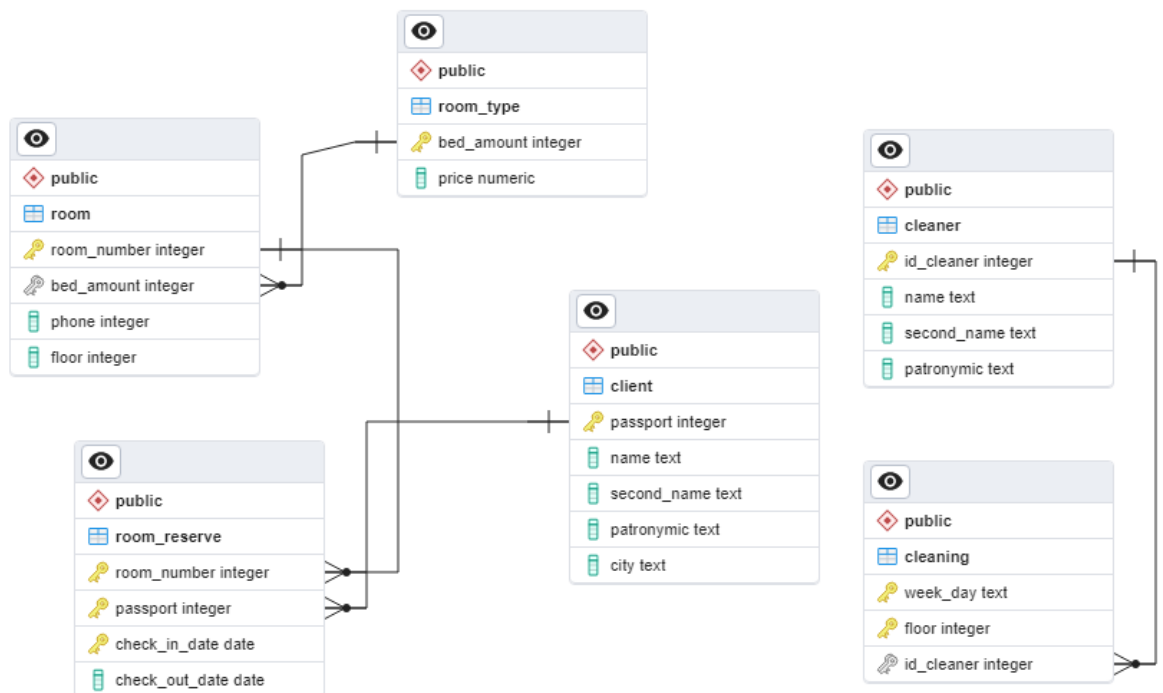 public
room_type
bed_amount integer
price numeric
public
room
room_number integer
bed_amount integer
phone integer
floor integer
public
cleaner
id_cleaner integer
name text
second_name text
patronymic text
public
client
passport integer
name text
second_name text
patronymic text
city text
public
room_reserve
room_number integer
passport integer
check_in_date date
check_out_date date
public
cleaning
week_day text
floor integer
id_cleaner integer